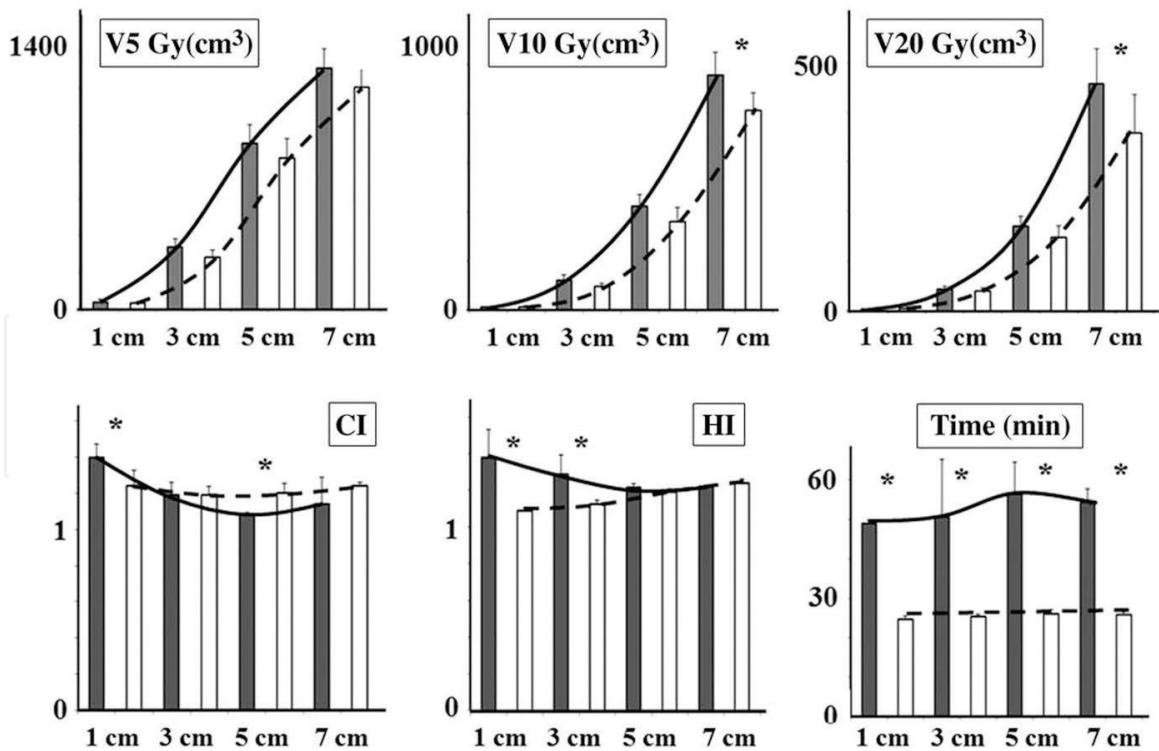 V5 Gy(cm³)
1400
0
1 cm 3 cm 5 cm 7 cm
V10 Gy(cm³)
1000
*
0
1 cm 3 cm 5 cm 7 cm
V20 Gy(cm³)
500
*
0
1 cm 3 cm 5 cm 7 cm
CI
*
*
1
0
1 cm 3 cm 5 cm 7 cm
HI
* *
1
0
1 cm 3 cm 5 cm 7 cm
Time (min)
60
* * * *
30
0
1 cm 3 cm 5 cm 7 cm